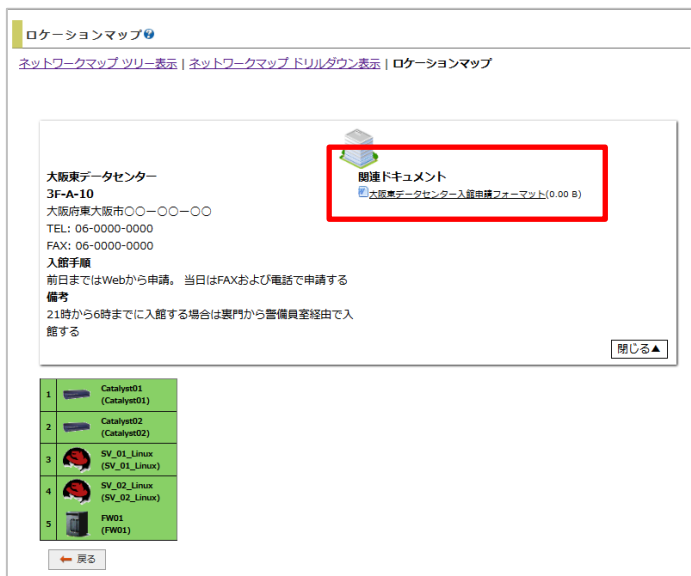 ロケーションマップ?
ネットワークマップ ツリー表示 | ネットワークマップ ドリルダウン表示 | ロケーションマップ
大阪東データセンター
3F-A-10
大阪府東大阪市○○ー○○ー○○
TEL: 06-0000-0000
FAX: 06-0000-0000
入館手順
前日まではWebから申請。 当日はFAXおよび電話で申請する
備考
21時から6時までに入館する場合は裏門から警備員室経由で入
館する
関連ドキュメント
大阪東データセンター入館申請フォーマット(0.00 B)
閉じる▲
1 Catalyst01
(Catalyst01)
2 Catalyst02
(Catalyst02)
3 SV_01_Linux
(SV_01_Linux)
4 SV_02_Linux
(SV_02_Linux)
5 FW01
(FW01)
戻る